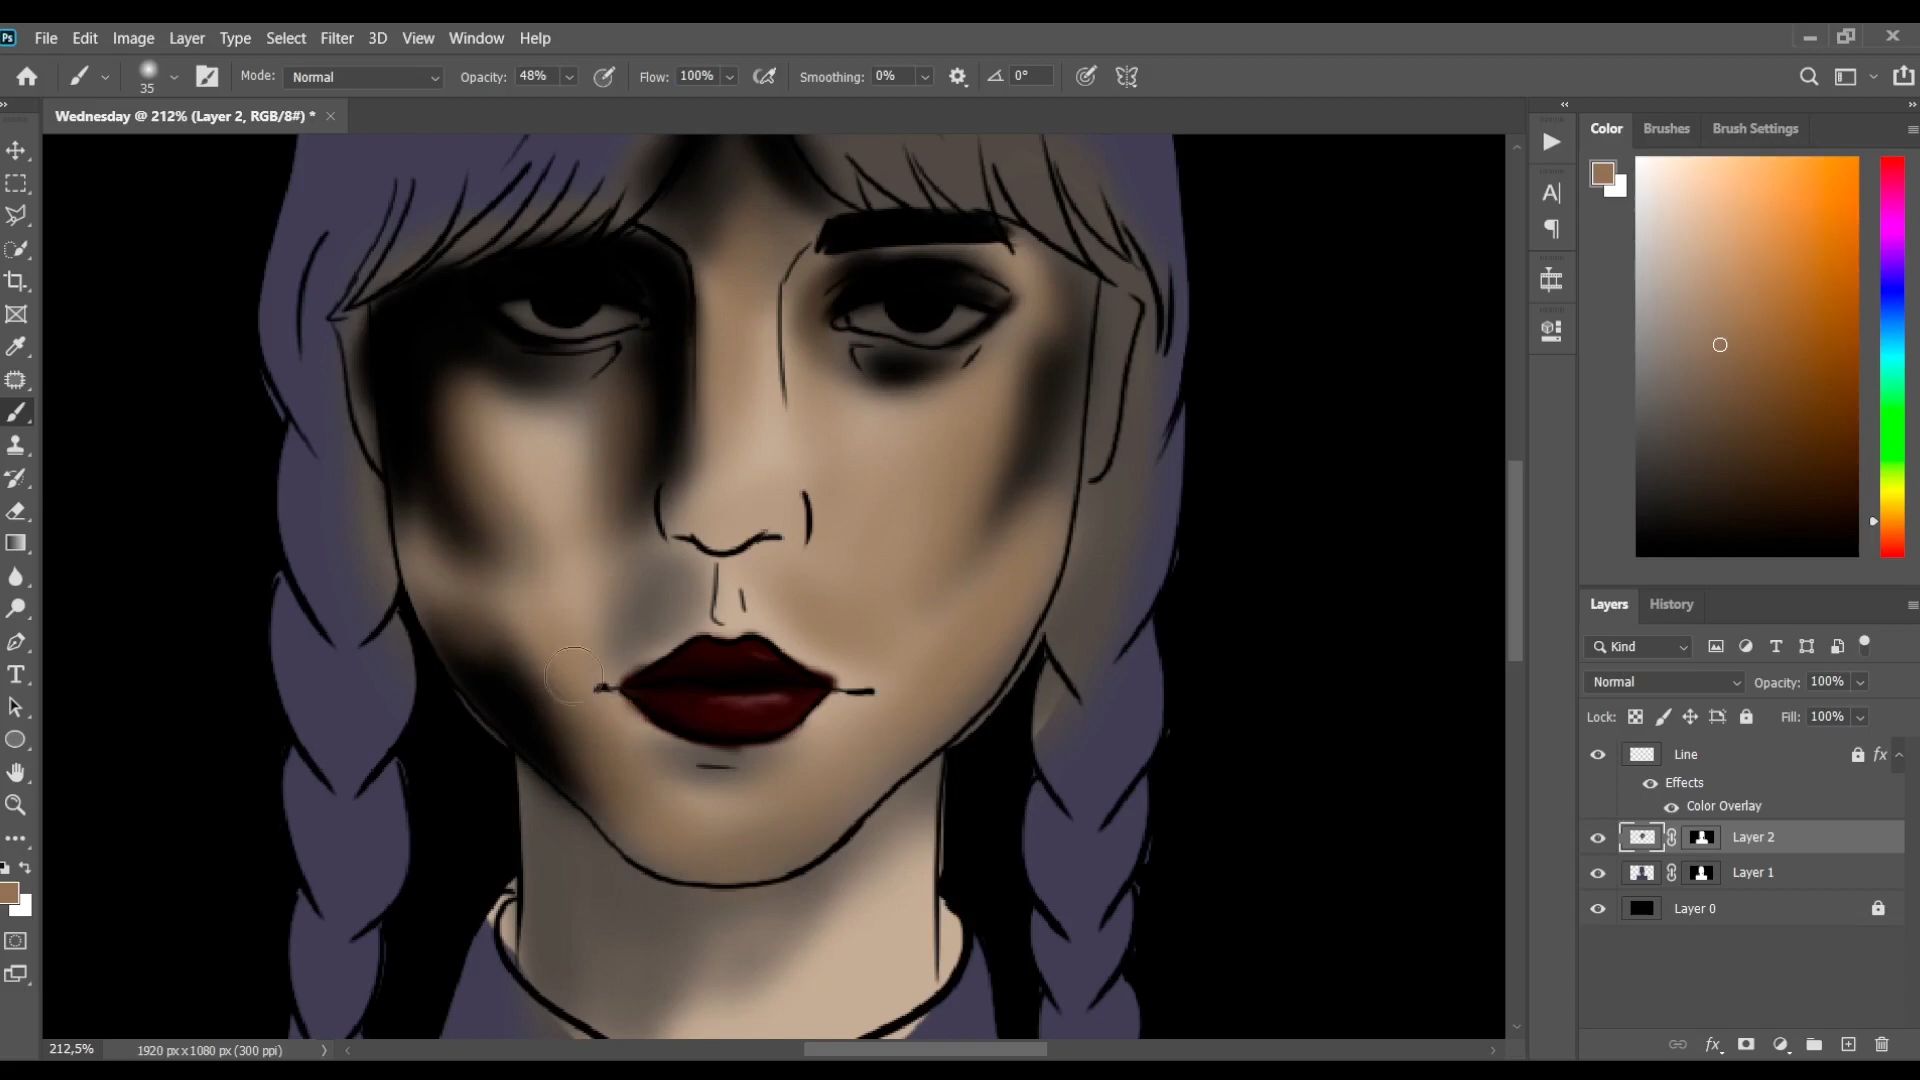 Ps File Edit Image Layer Type Select Filter 3D View Window Help
35 Mode: Normal Opacity: 48% Flow: 100% Smoothing: 0% 0°
Wednesday @ 212% (Layer 2, RGB/8#) *
Color Brushes Brush Settings
Layers History
Kind
Normal Opacity: 100%
Lock: Fill: 100%
Line fx
Effects
Color Overlay
Layer 2
Layer 1
Layer 0
212,5% 1920 px x 1080 px (300 ppi)
fx